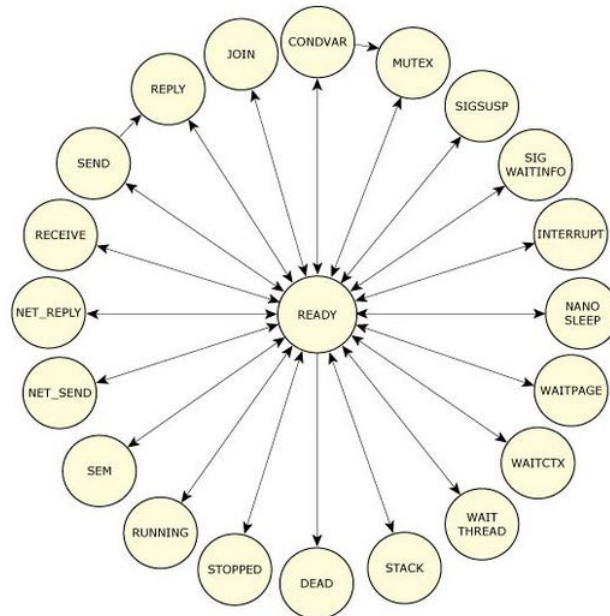 CONDVAR
MUTEX
SIGSUSP
SIG
WAITINFO
INTERRUPT
NANO
SLEEP
WAITPAGE
WAITCTX
WAIT
THREAD
STACK
DEAD
STOPPED
RUNNING
SEM
NET_SEND
NET_REPLY
RECEIVE
SEND
REPLY
JOIN
READY